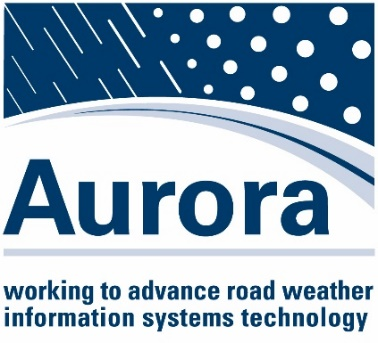 Aurora
working to advance road weather
information systems technology